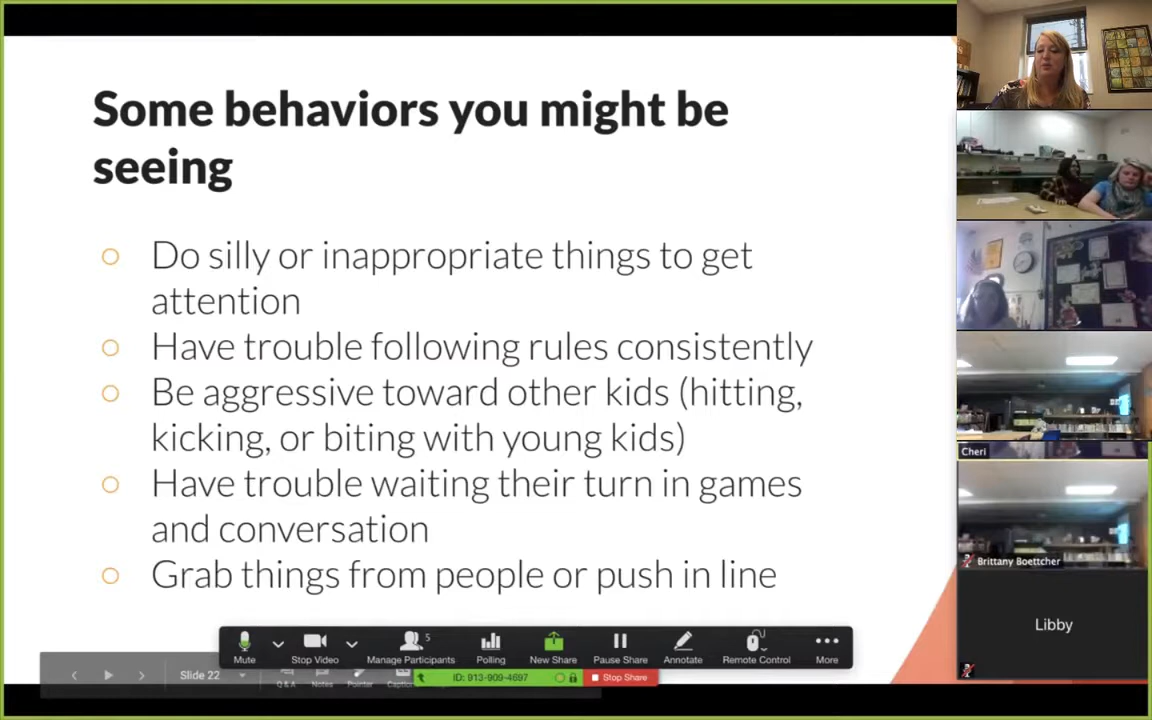 Some behaviors you might be
seeing
Do silly or inappropriate things to get
attention
Have trouble following rules consistently
Be aggressive toward other kids (hitting,
kicking, or biting with young kids)
Have trouble waiting their turn in games
and conversation
Grab things from people or push in line
5
Mute
Stop Video
Manage Participants
Polling
New Share
Pause Share
Annotate
Remote Control
More
ID: 913-909-4697
Stop Share
Slide 22
Q & A
Notes
Pointer
Cheri
Brittany Boettcher
Libby